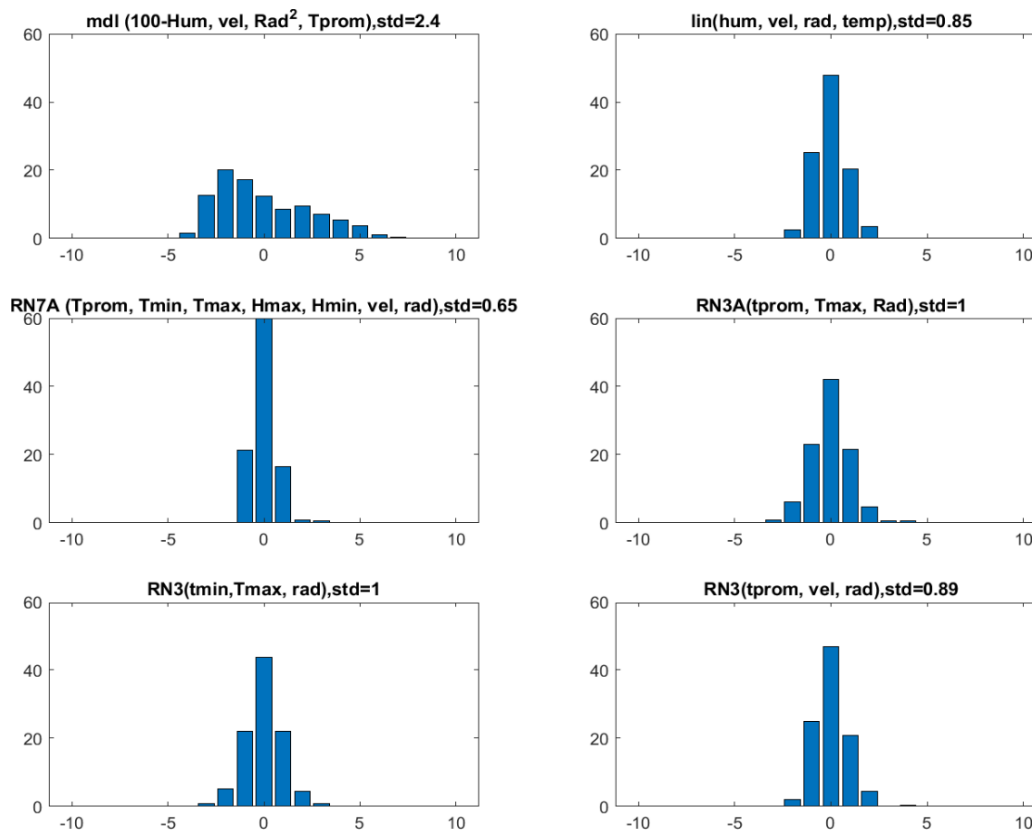 mdl (100-Hum, vel, Rad², Tprom),std=2.4
60
40
20
0
-10 -5 0 5 10
lin(hum, vel, rad, temp),std=0.85
60
40
20
0
-10 -5 0 5 10
RN7A (Tprom, Tmin, Tmax, Hmax, Hmin, vel, rad),std=0.65
60
40
20
0
-10 -5 0 5 10
RN3A(tprom, Tmax, Rad),std=1
60
40
20
0
-10 -5 0 5 10
RN3(tmin,Tmax, rad),std=1
60
40
20
0
-10 -5 0 5 10
RN3(tprom, vel, rad),std=0.89
60
40
20
0
-10 -5 0 5 10